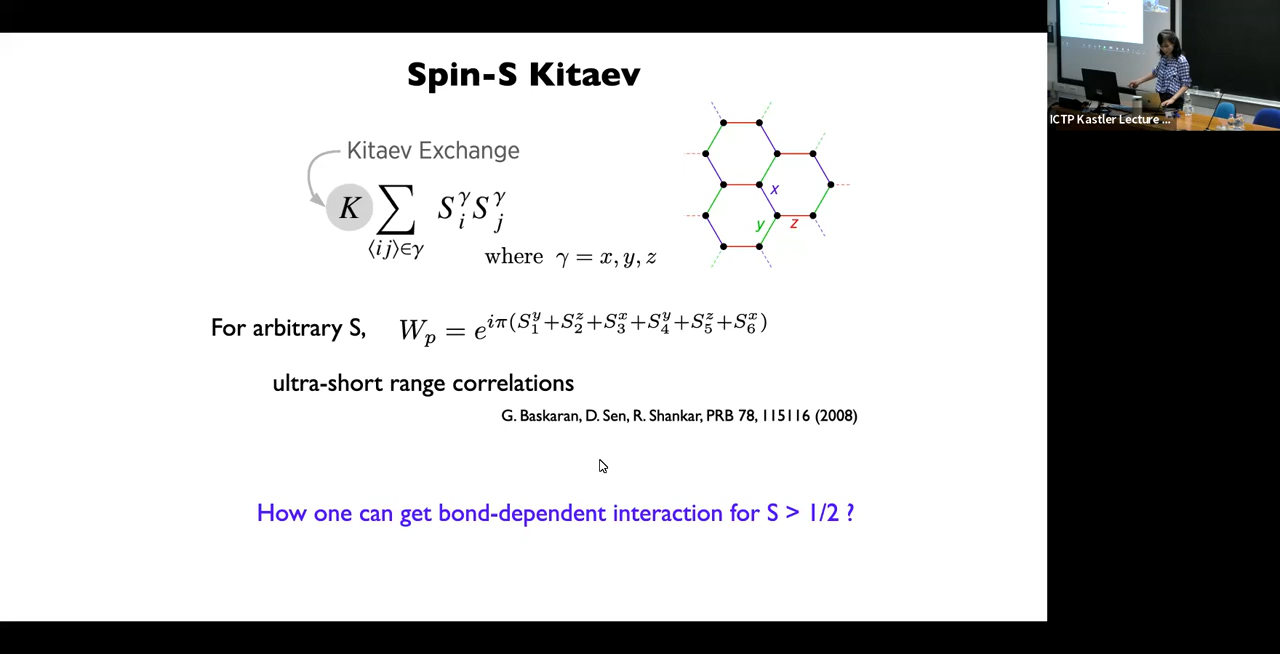 Spin-S Kitaev
Kitaev Exchange
K ∑⟨ij⟩∈γ S_i^γ S_j^γ
where γ = x, y, z
x
y
z
For arbitrary S, W_p = e^{iπ(S_1^y+S_2^z+S_3^x+S_4^y+S_5^z+S_6^x)}
ultra-short range correlations
G. Baskaran, D. Sen, R. Shankar, PRB 78, 115116 (2008)
How one can get bond-dependent interaction for S > 1/2 ?
ICTP Kastler Lecture ...